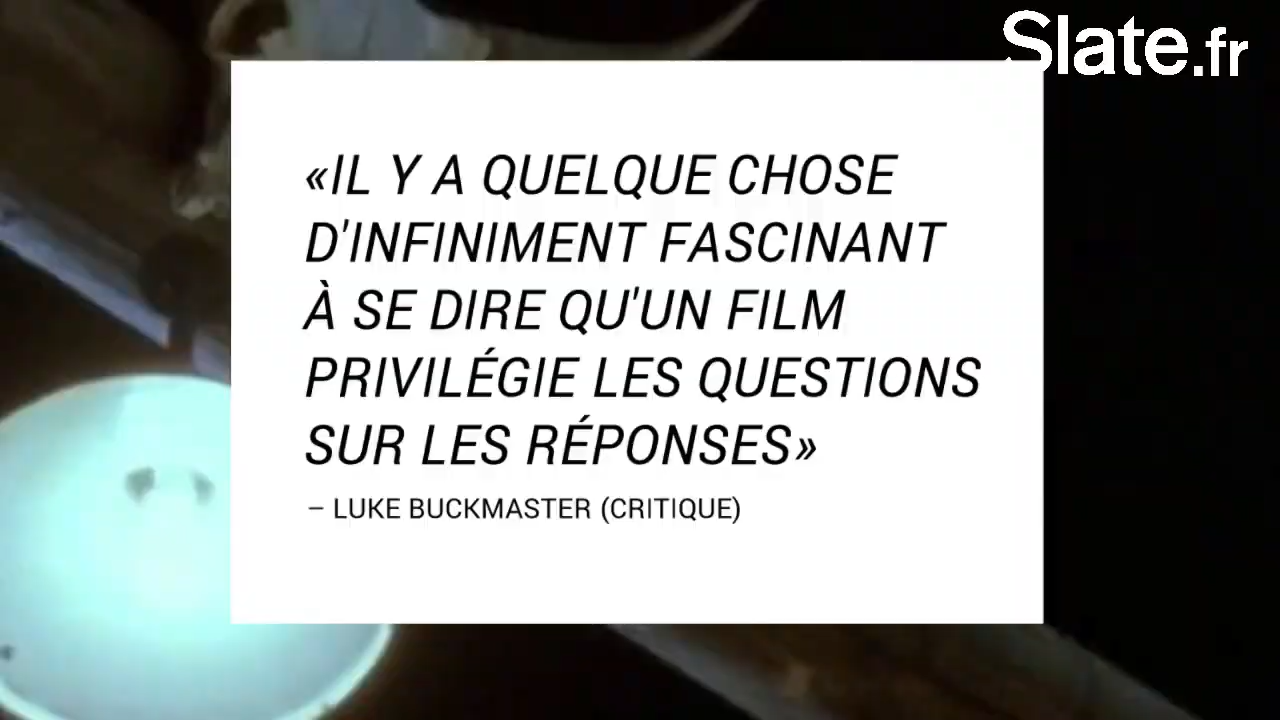 Slate.fr
«IL Y A QUELQUE CHOSE
D'INFINIMENT FASCINANT
À SE DIRE QU'UN FILM
PRIVILÉGIE LES QUESTIONS
SUR LES RÉPONSES»
– LUKE BUCKMASTER (CRITIQUE)